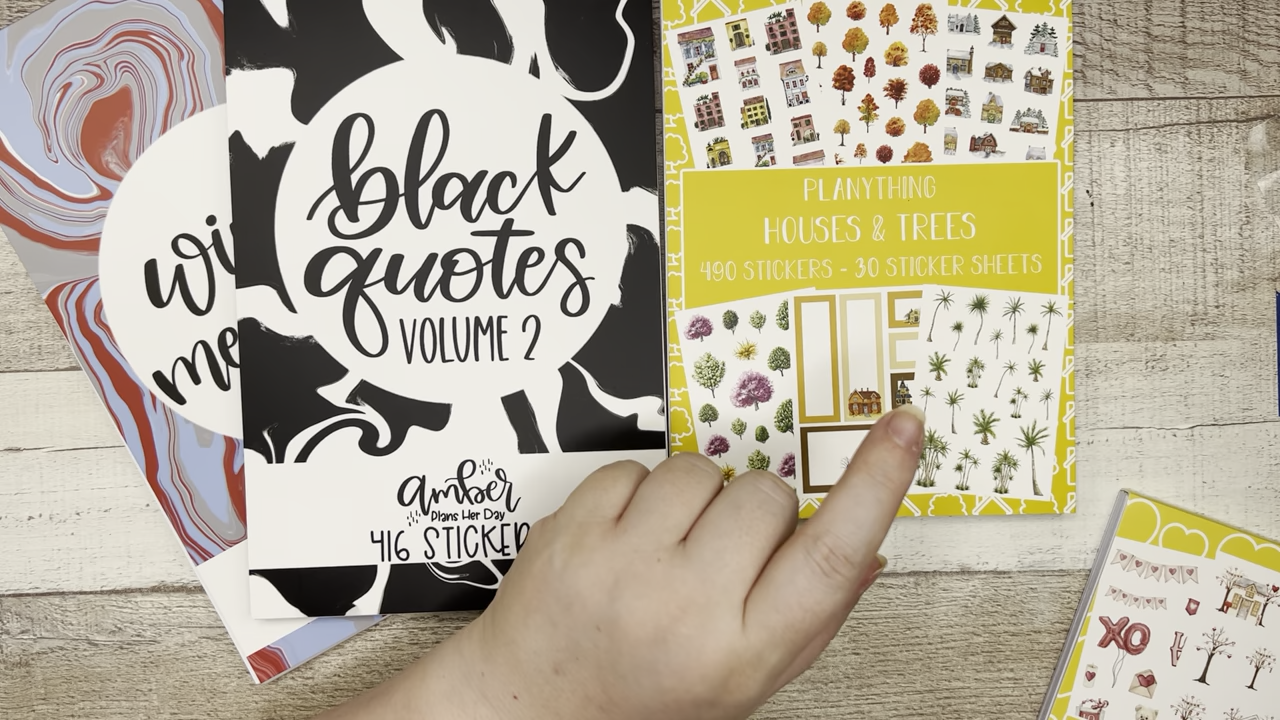 black
quotes
VOLUME 2
amber
Plans Her Day
416 STICKER
PLANYTHING
HOUSES & TREES
490 STICKERS - 30 STICKER SHEETS
XO